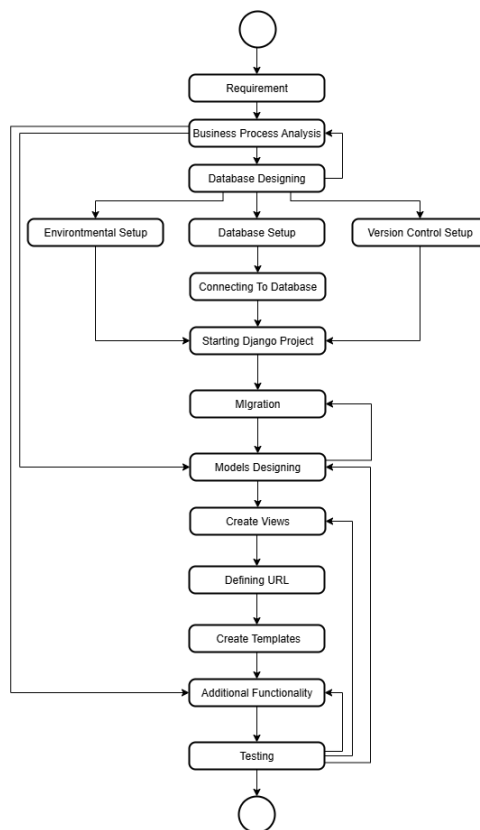 Requirement
Business Process Analysis
Database Designing
Environtmental Setup
Database Setup
Version Control Setup
Connecting To Database
Starting Django Project
MIgration
Models Designing
Create Views
Defining URL
Create Templates
Additional Functionality
Testing